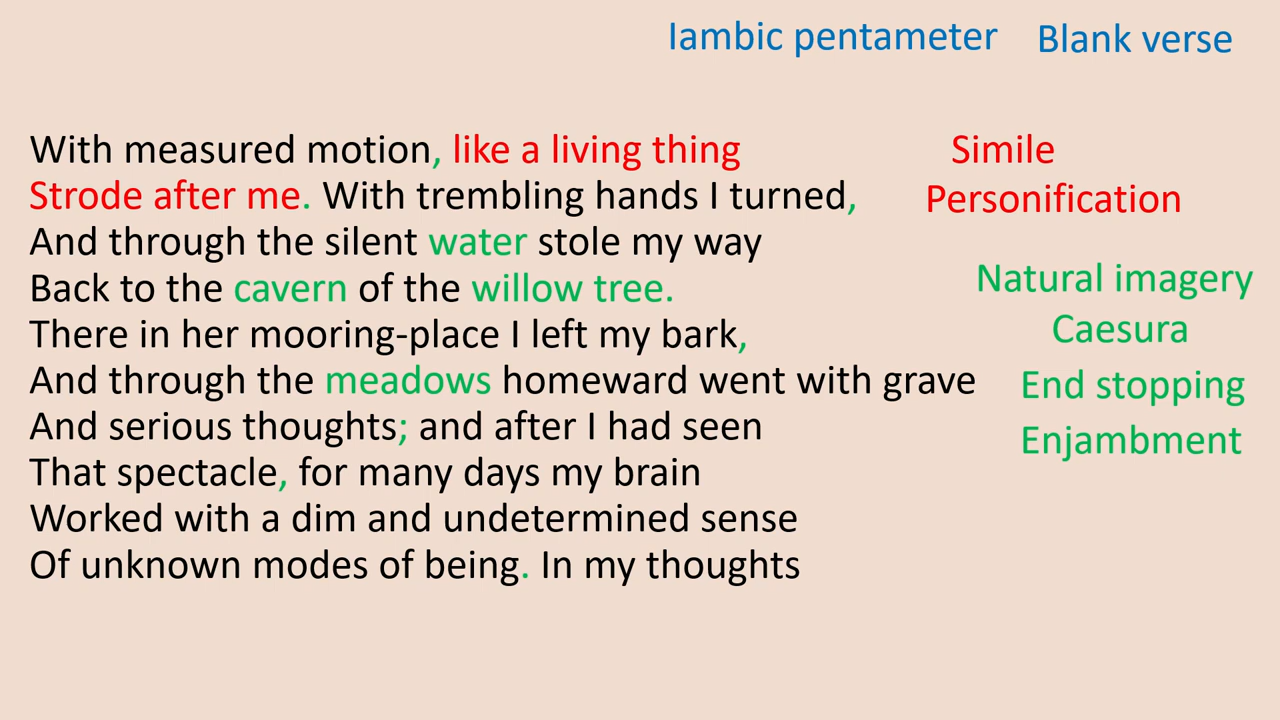 Iambic pentameter Blank verse
With measured motion, like a living thing
Strode after me. With trembling hands I turned,
And through the silent water stole my way
Back to the cavern of the willow tree.
There in her mooring-place I left my bark,
And through the meadows homeward went with grave
And serious thoughts; and after I had seen
That spectacle, for many days my brain
Worked with a dim and undetermined sense
Of unknown modes of being. In my thoughts
Simile
Personification
Natural imagery
Caesura
End stopping
Enjambment